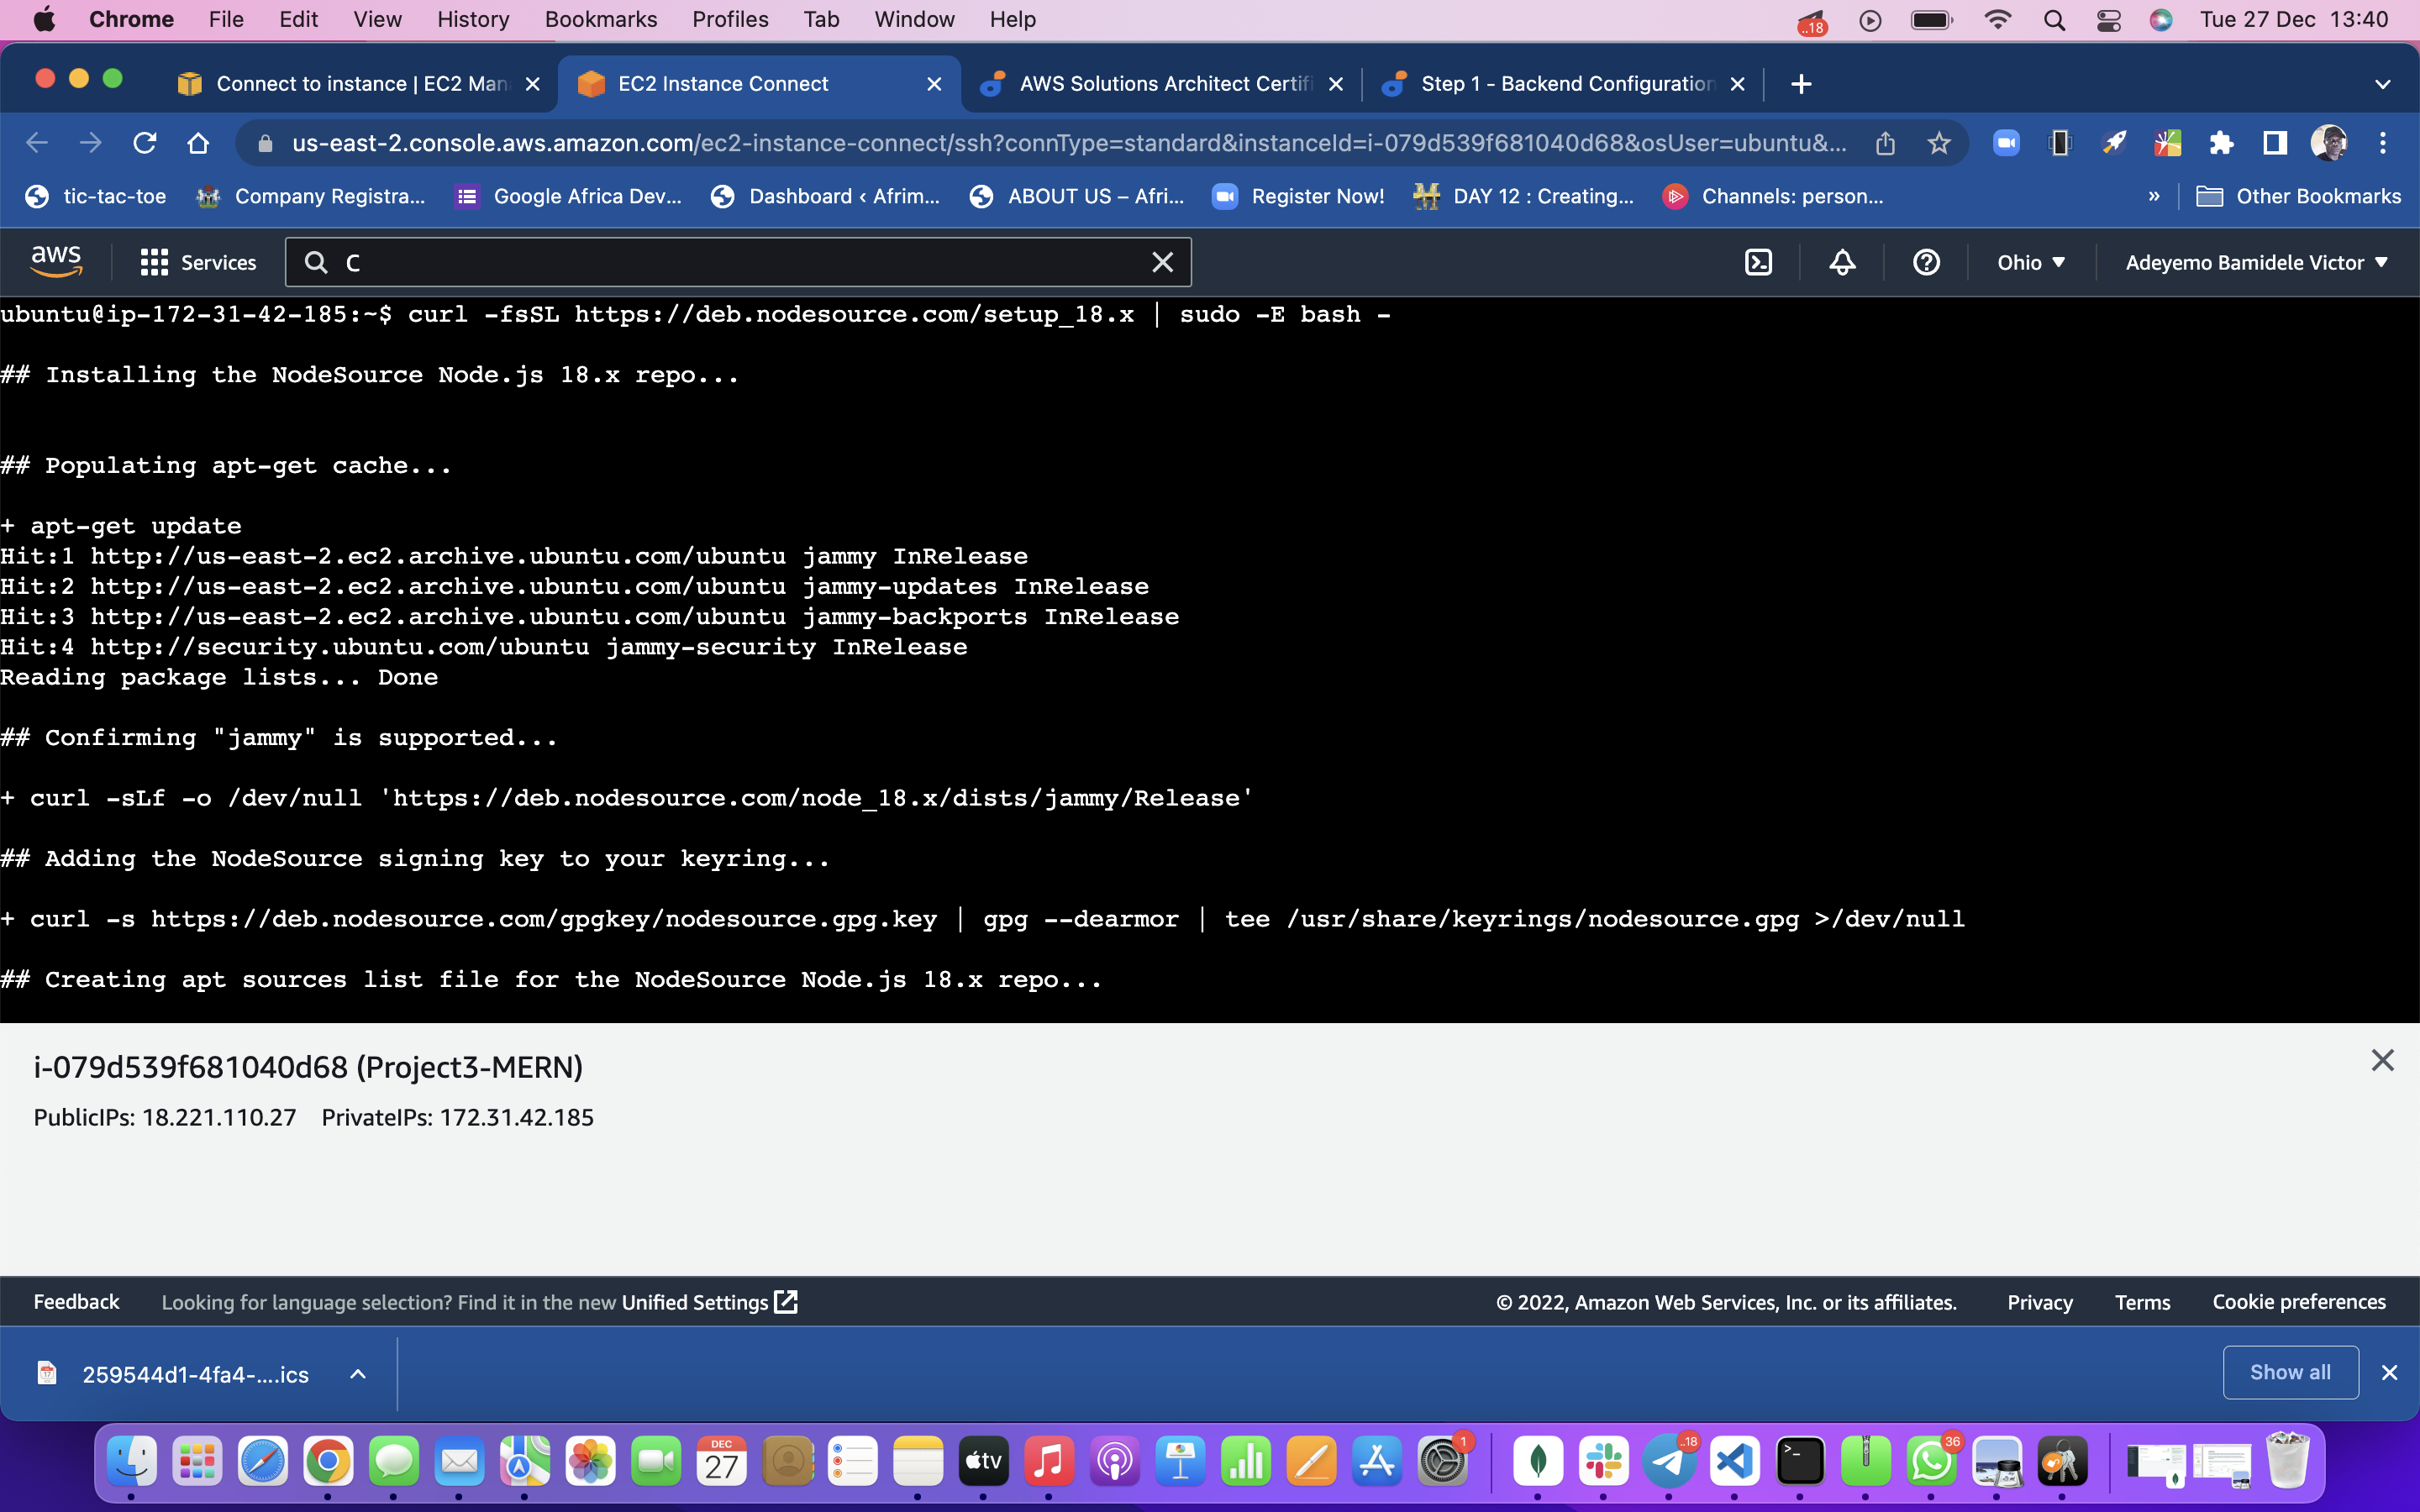 Chrome File Edit View History Bookmarks Profiles Tab Window Help ..18 Tue 27 Dec 13:40
Connect to instance | EC2 Man EC2 Instance Connect AWS Solutions Architect Certifi Step 1 - Backend Configuration
us-east-2.console.aws.amazon.com/ec2-instance-connect/ssh?connType=standard&instanceId=i-079d539f681040d68&osUser=ubuntu&...
tic-tac-toe Company Registra... Google Africa Dev... Dashboard ‹ Afrim... ABOUT US – Afri... Register Now! DAY 12 : Creating... Channels: person... » Other Bookmarks
aws Services C Ohio Adeyemo Bamidele Victor
ubuntu@ip-172-31-42-185:~$ curl -fsSL https://deb.nodesource.com/setup_18.x | sudo -E bash -
## Installing the NodeSource Node.js 18.x repo...
## Populating apt-get cache...
+ apt-get update
Hit:1 http://us-east-2.ec2.archive.ubuntu.com/ubuntu jammy InRelease
Hit:2 http://us-east-2.ec2.archive.ubuntu.com/ubuntu jammy-updates InRelease
Hit:3 http://us-east-2.ec2.archive.ubuntu.com/ubuntu jammy-backports InRelease
Hit:4 http://security.ubuntu.com/ubuntu jammy-security InRelease
Reading package lists... Done
## Confirming "jammy" is supported...
+ curl -sLf -o /dev/null 'https://deb.nodesource.com/node_18.x/dists/jammy/Release'
## Adding the NodeSource signing key to your keyring...
+ curl -s https://deb.nodesource.com/gpgkey/nodesource.gpg.key | gpg --dearmor | tee /usr/share/keyrings/nodesource.gpg >/dev/null
## Creating apt sources list file for the NodeSource Node.js 18.x repo...
i-079d539f681040d68 (Project3-MERN)
PublicIPs: 18.221.110.27 PrivateIPs: 172.31.42.185
Feedback Looking for language selection? Find it in the new Unified Settings © 2022, Amazon Web Services, Inc. or its affiliates. Privacy Terms Cookie preferences
259544d1-4fa4-....ics Show all
DEC
27
tv
1
..18
36